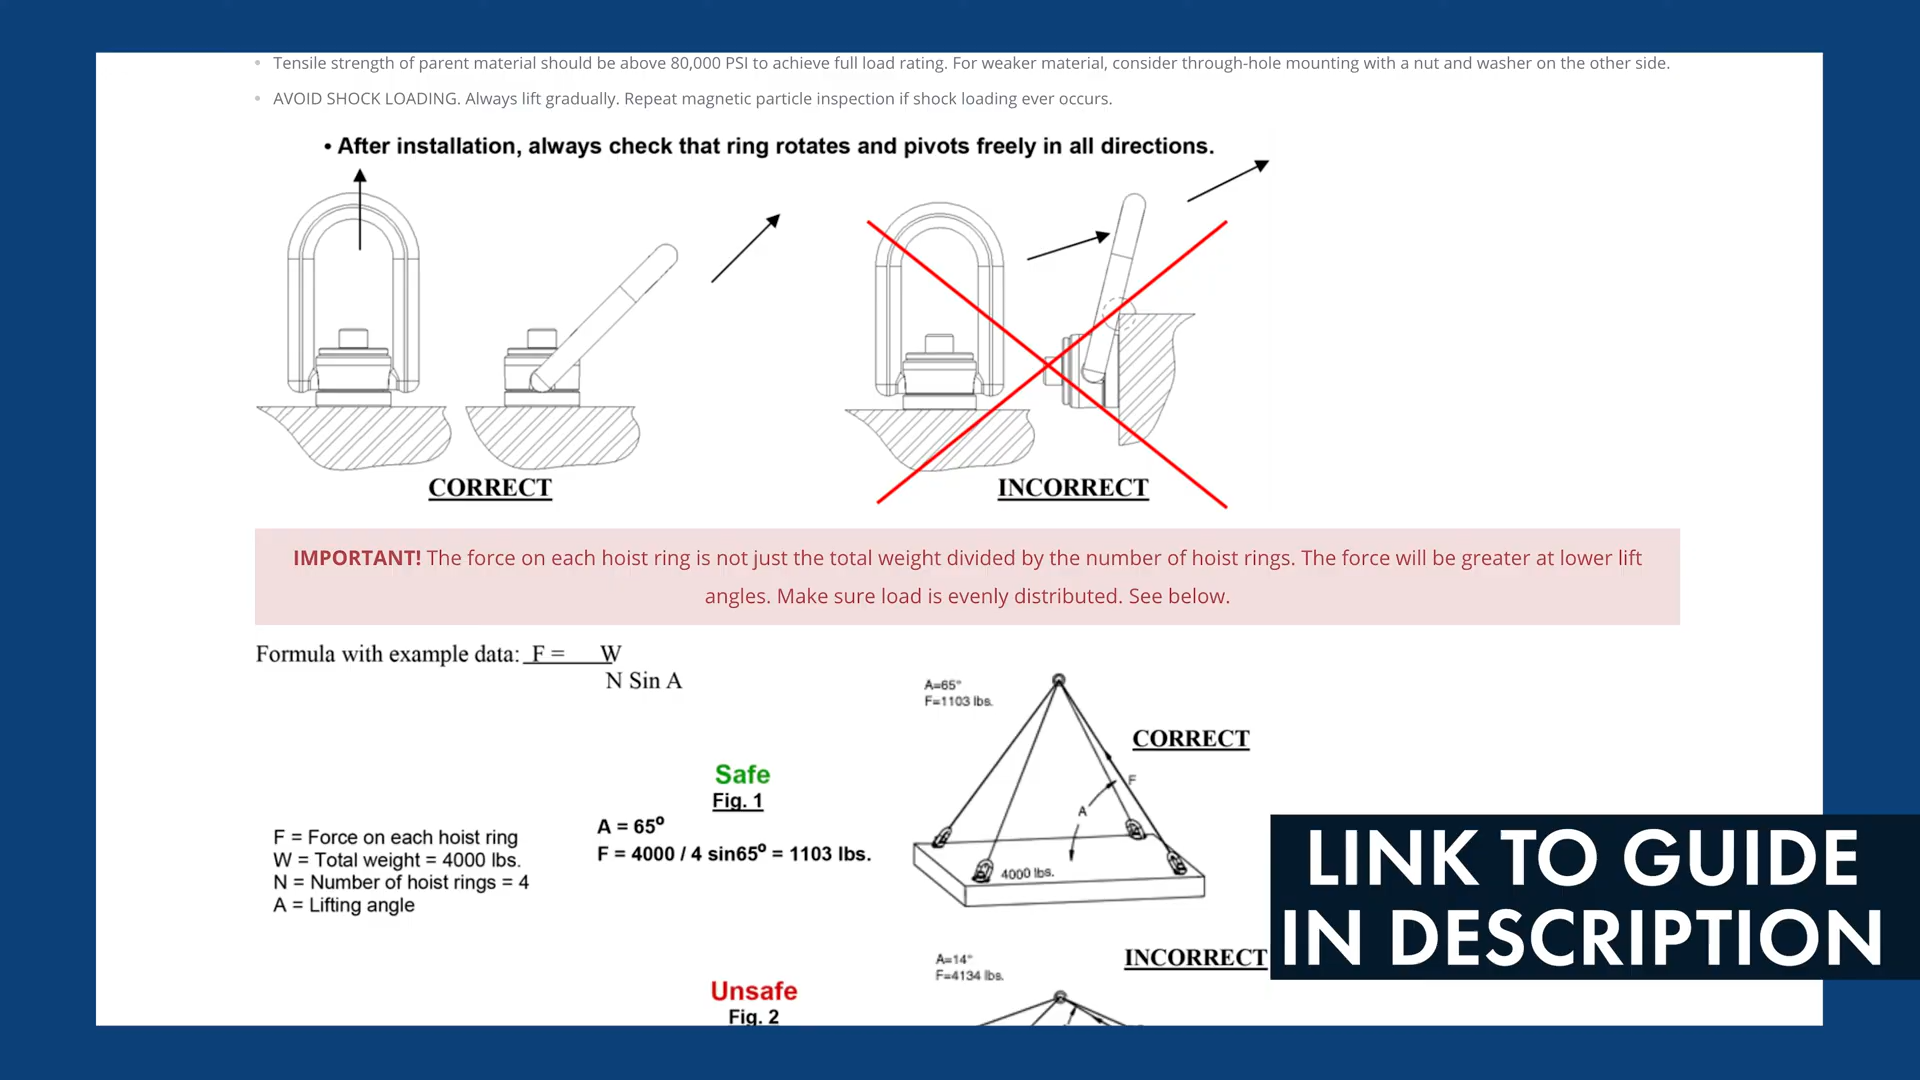 Tensile strength of parent material should be above 80,000 PSI to achieve full load rating. For weaker material, consider through-hole mounting with a nut and washer on the other side.
AVOID SHOCK LOADING. Always lift gradually. Repeat magnetic particle inspection if shock loading ever occurs.
• After installation, always check that ring rotates and pivots freely in all directions.
CORRECT
INCORRECT
IMPORTANT! The force on each hoist ring is not just the total weight divided by the number of hoist rings. The force will be greater at lower lift
angles. Make sure load is evenly distributed. See below.
Formula with example data: F = W
N Sin A
A=65°
F=1103 lbs.
CORRECT
F
A
4000 lbs.
Safe
Fig. 1
A = 65º
F = 4000 / 4 sin65º = 1103 lbs.
F = Force on each hoist ring
W = Total weight = 4000 lbs.
N = Number of hoist rings = 4
A = Lifting angle
LINK TO GUIDE
IN DESCRIPTION
INCORRECT
A=14°
F=4134 lbs.
Unsafe
Fig. 2